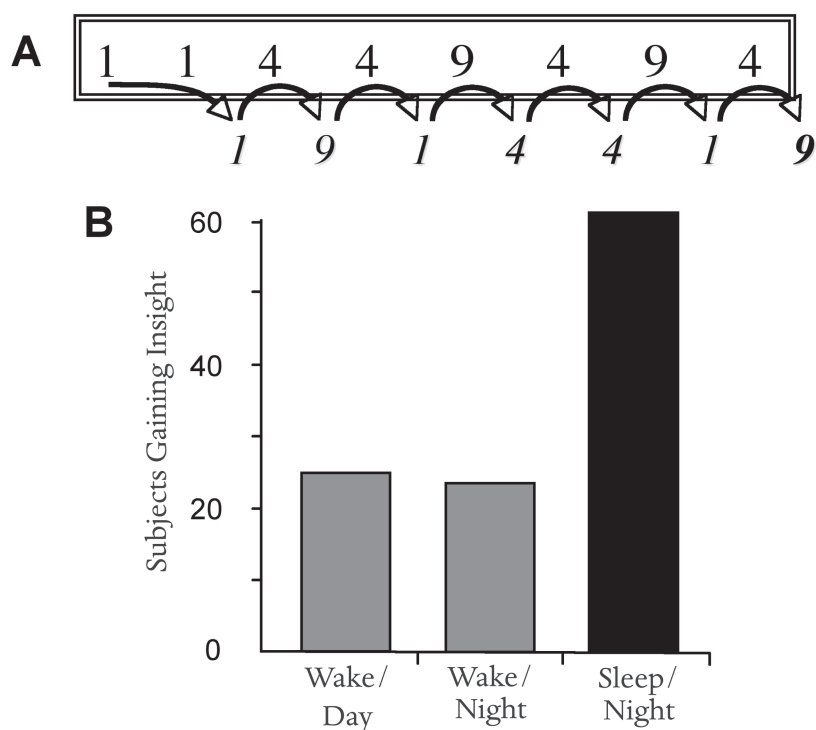 A
1 1 4 4 9 4 9 4
1 9 1 4 4 1 9
B
Subjects Gaining Insight
60
40
20
0
Wake/
Day
Wake/
Night
Sleep/
Night